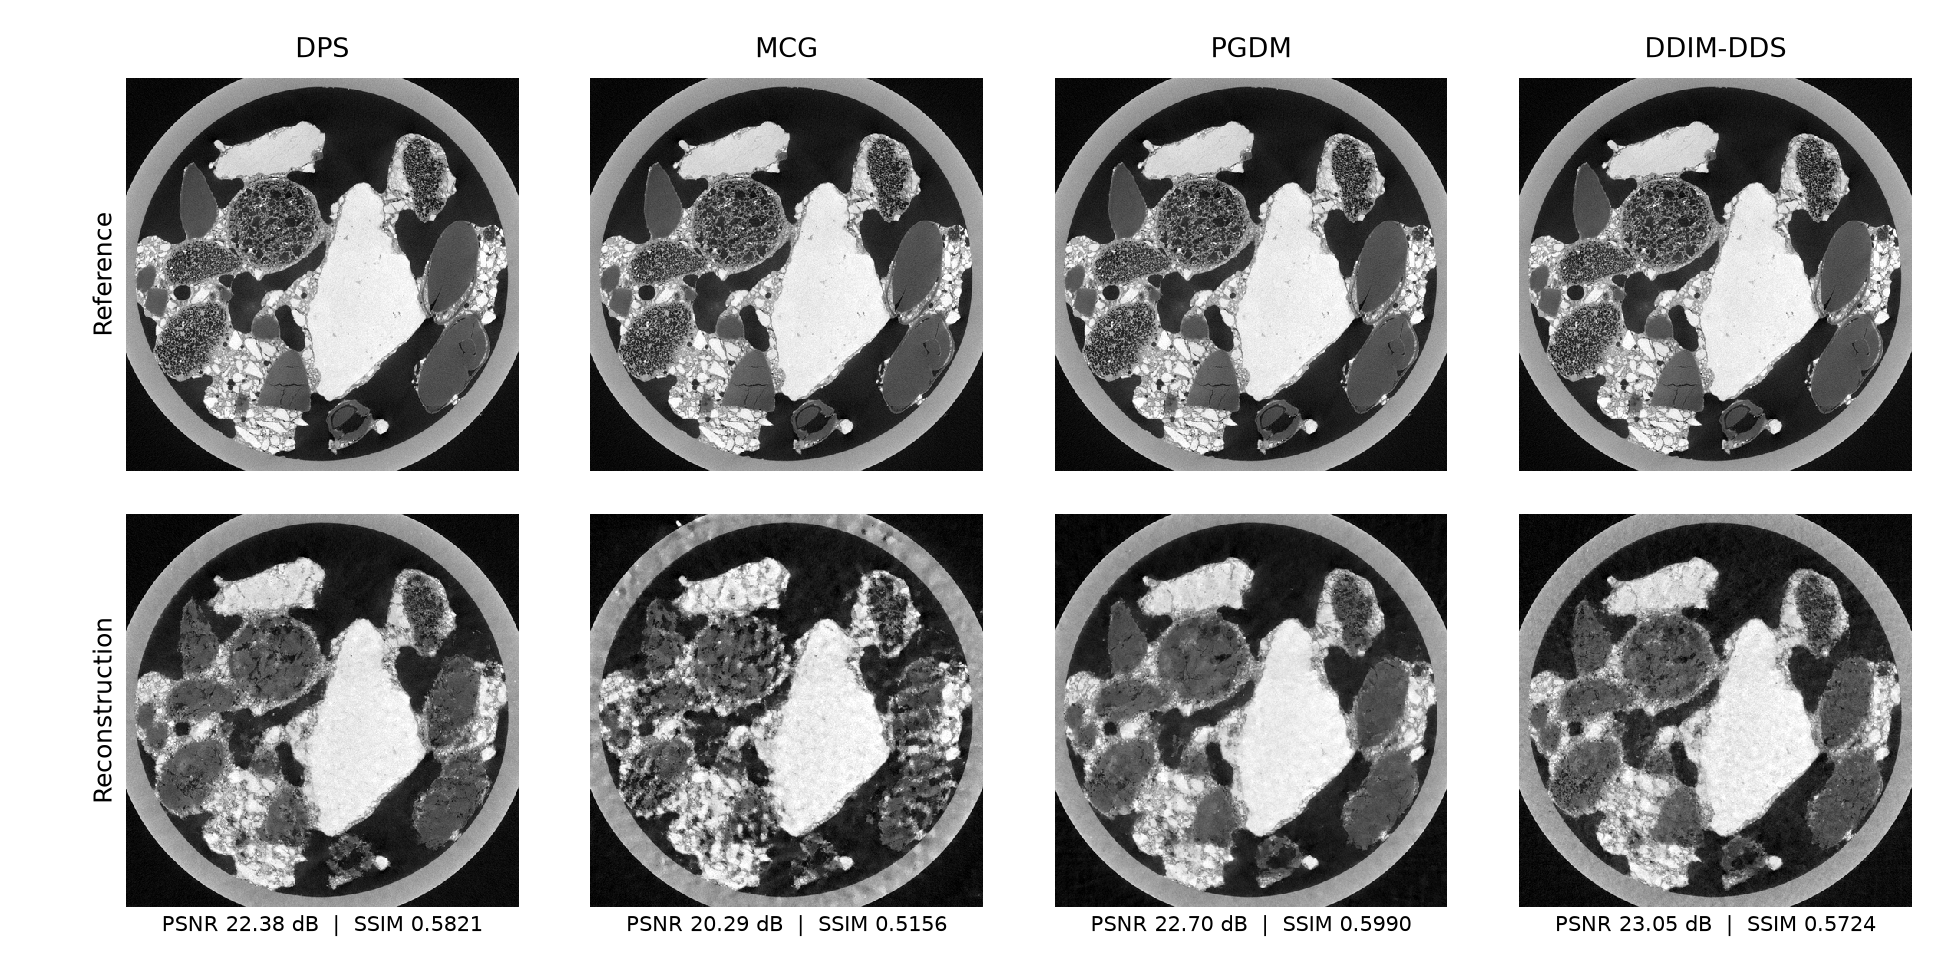 DPS MCG PGDM DDIM-DDS
Reference
Reconstruction
PSNR 22.38 dB | SSIM 0.5821 PSNR 20.29 dB | SSIM 0.5156 PSNR 22.70 dB | SSIM 0.5990 PSNR 23.05 dB | SSIM 0.5724